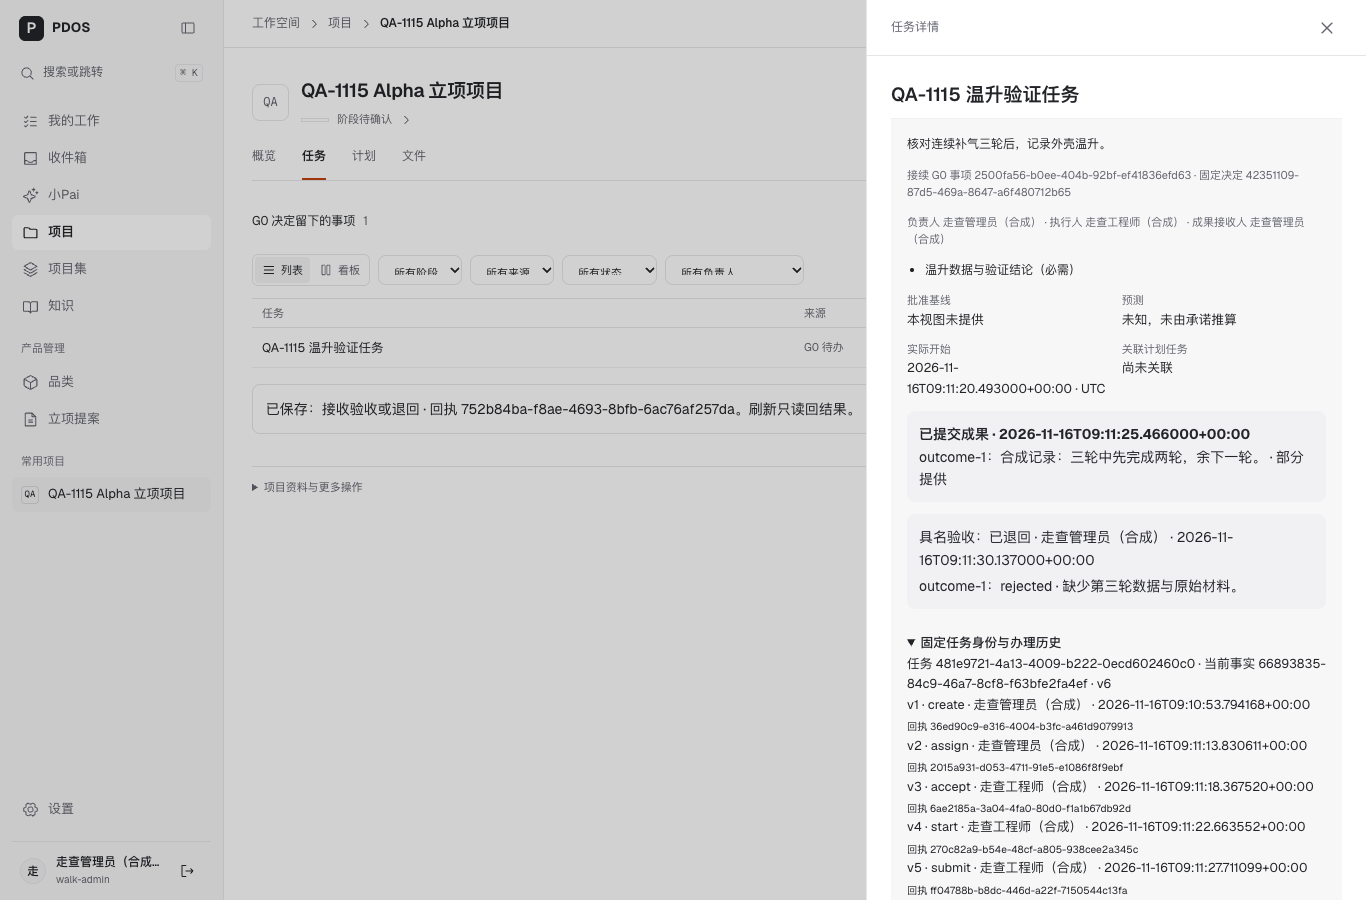 P PDOS
搜索或跳转 ⌘ K
我的工作
收件箱
小Pai
项目
项目集
知识
产品管理
品类
立项提案
常用项目
QA QA-1115 Alpha 立项项目
设置
走 走查管理员（合成...
walk-admin
工作空间 > 项目 > QA-1115 Alpha 立项项目
QA
QA-1115 Alpha 立项项目
阶段待确认 >
概览 任务 计划 文件
GO 决定留下的事项 1
列表 看板 所有阶段 所有来源 所有状态 所有负责人
任务 来源
QA-1115 温升验证任务 GO 待办
已保存：接收验收或退回 · 回执 752b84ba-f8ae-4693-8bfb-6ac76af257da。刷新只读回结果。
项目资料与更多操作
任务详情
QA-1115 温升验证任务
核对连续补气三轮后，记录外壳温升。
接续 GO 事项 2500fa56-b0ee-404b-92bf-ef41836efd63 · 固定决定 42351109-
87d5-469a-8647-a6f480712b65
负责人 走查管理员（合成） · 执行人 走查工程师（合成） · 成果接收人 走查管理员
（合成）
• 温升数据与验证结论（必需）
批准基线 预测
本视图未提供 未知，未由承诺推算
实际开始 关联计划任务
2026-11- 尚未关联
16T09:11:20.493000+00:00 · UTC
已提交成果 · 2026-11-16T09:11:25.466000+00:00
outcome-1：合成记录：三轮中先完成两轮，余下一轮。 · 部分
提供
具名验收：已退回 · 走查管理员（合成） · 2026-11-
16T09:11:30.137000+00:00
outcome-1：rejected · 缺少第三轮数据与原始材料。
固定任务身份与办理历史
任务 481e9721-4a13-4009-b222-0ecd602460c0 · 当前事实 66893835-
84c9-46a7-8cf8-f63bfe2fa4ef · v6
v1 · create · 走查管理员（合成） · 2026-11-16T09:10:53.794168+00:00
回执 36ed90c9-e316-4004-b3fc-a461d9079913
v2 · assign · 走查管理员（合成） · 2026-11-16T09:11:13.830611+00:00
回执 2015a931-d053-4711-91e5-e1086f8f9ebf
v3 · accept · 走查工程师（合成） · 2026-11-16T09:11:18.367520+00:00
回执 6ae2185a-3a04-4fa0-80d0-f1a1b67db92d
v4 · start · 走查工程师（合成） · 2026-11-16T09:11:22.663552+00:00
回执 270c82a9-b54e-48cf-a805-938cee2a345c
v5 · submit · 走查工程师（合成） · 2026-11-16T09:11:27.711099+00:00
回执 ff04788b-b8dc-446d-a22f-7150544c13fa